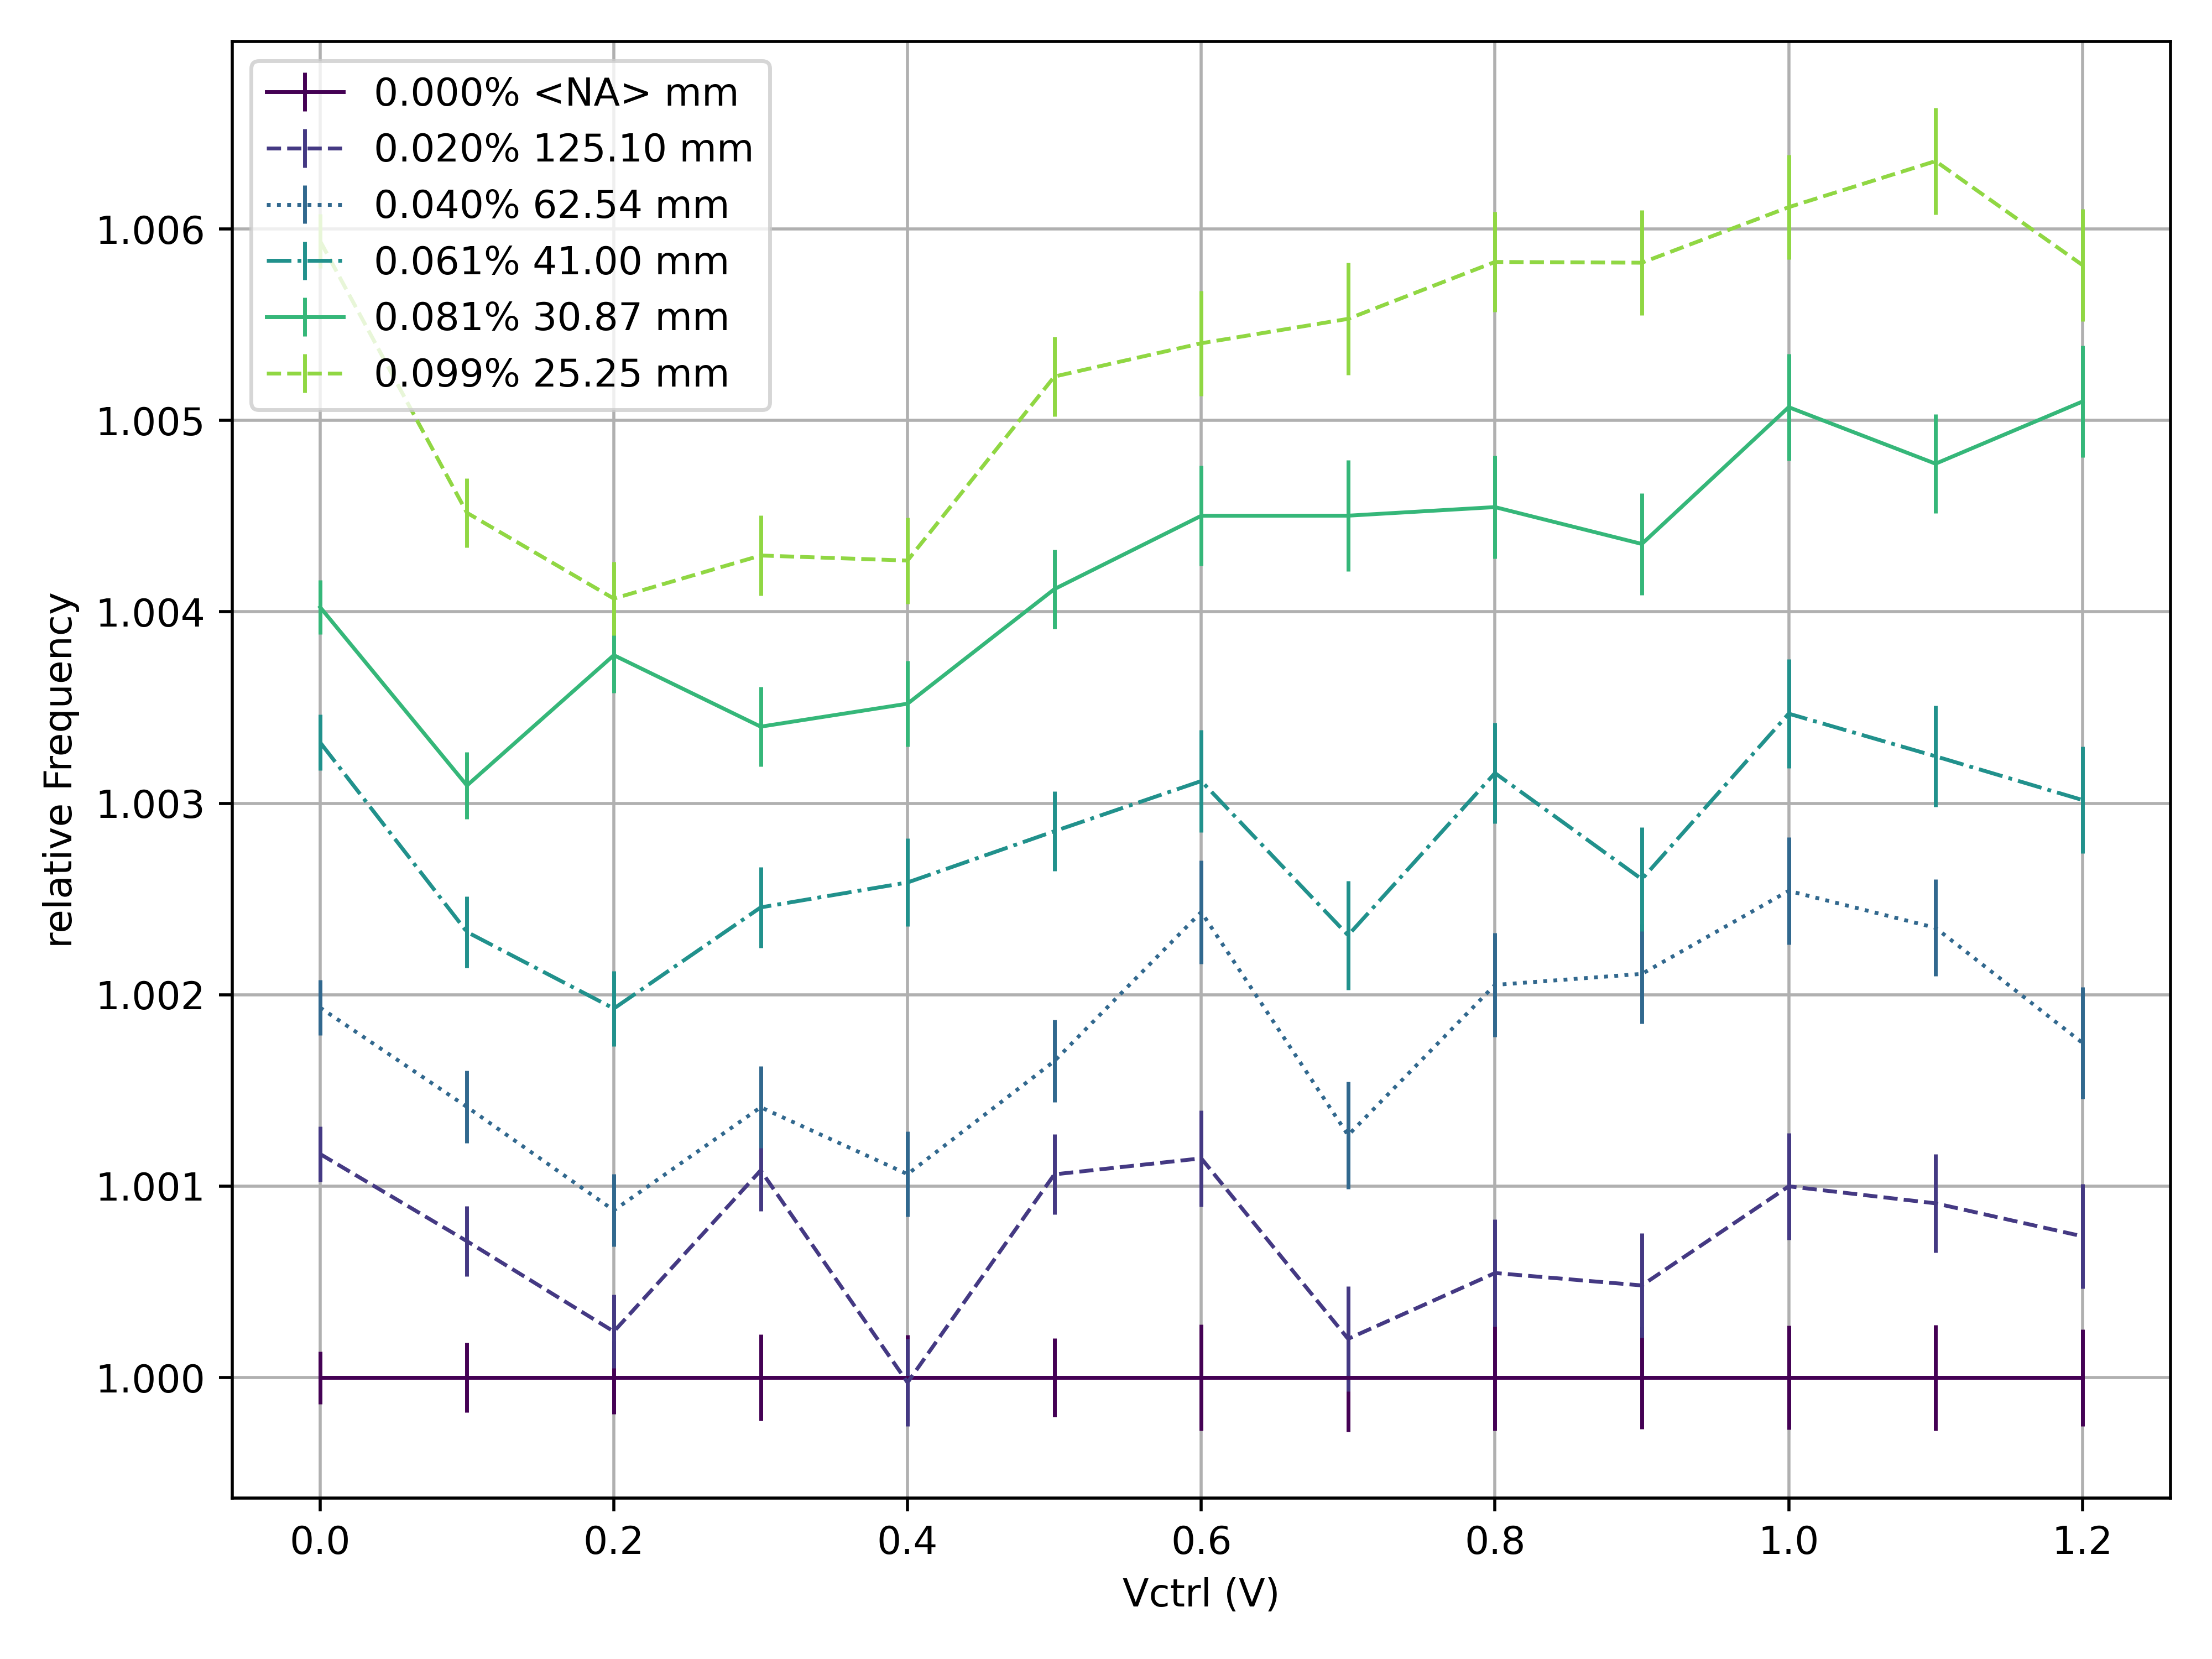 0.000% <NA> mm
0.020% 125.10 mm
0.040% 62.54 mm
0.061% 41.00 mm
0.081% 30.87 mm
0.099% 25.25 mm
1.006
1.005
1.004
1.003
1.002
1.001
1.000
relative Frequency
0.0 0.2 0.4 0.6 0.8 1.0 1.2
Vctrl (V)